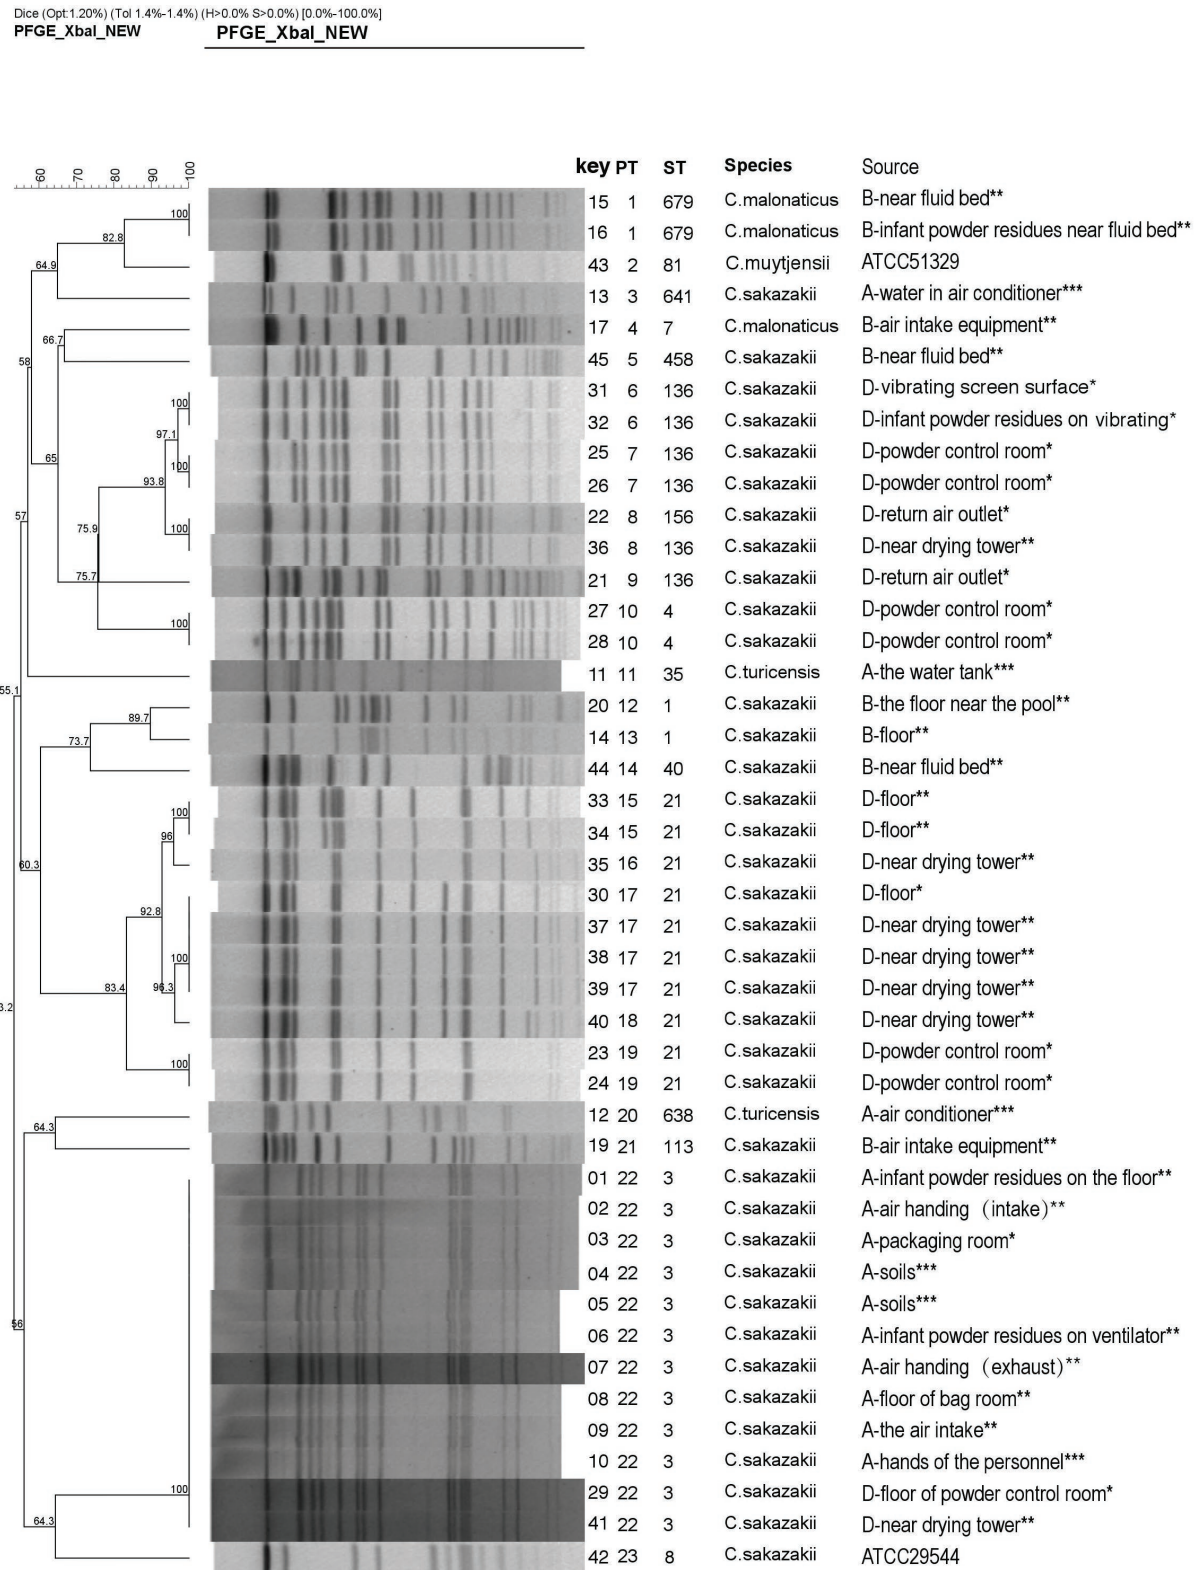 Dice (Opt:1.20%) (Tol 1.4%-1.4%) (H>0.0% S>0.0%) [0.0%-100.0%]
PFGE_XbaI_NEW PFGE_XbaI_NEW
60 70 80 90 100
key PT ST Species Source
15 1 679 C.malonaticus B-near fluid bed**
16 1 679 C.malonaticus B-infant powder residues near fluid bed**
43 2 81 C.muytjensii ATCC51329
13 3 641 C.sakazakii A-water in air conditioner***
17 4 7 C.malonaticus B-air intake equipment**
45 5 458 C.sakazakii B-near fluid bed**
31 6 136 C.sakazakii D-vibrating screen surface*
32 6 136 C.sakazakii D-infant powder residues on vibrating*
25 7 136 C.sakazakii D-powder control room*
26 7 136 C.sakazakii D-powder control room*
22 8 156 C.sakazakii D-return air outlet*
36 8 136 C.sakazakii D-near drying tower**
21 9 136 C.sakazakii D-return air outlet*
27 10 4 C.sakazakii D-powder control room*
28 10 4 C.sakazakii D-powder control room*
11 11 35 C.turicensis A-the water tank***
20 12 1 C.sakazakii B-the floor near the pool**
14 13 1 C.sakazakii B-floor**
44 14 40 C.sakazakii B-near fluid bed**
33 15 21 C.sakazakii D-floor**
34 15 21 C.sakazakii D-floor**
35 16 21 C.sakazakii D-near drying tower**
30 17 21 C.sakazakii D-floor*
37 17 21 C.sakazakii D-near drying tower**
38 17 21 C.sakazakii D-near drying tower**
39 17 21 C.sakazakii D-near drying tower**
40 18 21 C.sakazakii D-near drying tower**
23 19 21 C.sakazakii D-powder control room*
24 19 21 C.sakazakii D-powder control room*
12 20 638 C.turicensis A-air conditioner***
19 21 113 C.sakazakii B-air intake equipment**
01 22 3 C.sakazakii A-infant powder residues on the floor**
02 22 3 C.sakazakii A-air handing (intake)**
03 22 3 C.sakazakii A-packaging room*
04 22 3 C.sakazakii A-soils***
05 22 3 C.sakazakii A-soils***
06 22 3 C.sakazakii A-infant powder residues on ventilator**
07 22 3 C.sakazakii A-air handing (exhaust)**
08 22 3 C.sakazakii A-floor of bag room**
09 22 3 C.sakazakii A-the air intake**
10 22 3 C.sakazakii A-hands of the personnel***
29 22 3 C.sakazakii D-floor of powder control room*
41 22 3 C.sakazakii D-near drying tower**
42 23 8 C.sakazakii ATCC29544
100
82.8
64.9
66.7
58
100
97.1
65
100
93.8
57
75.9
100
75.7
100
55.1
89.7
73.7
100
96
60.3
92.8
100
83.4
96.3
3.2
100
64.3
56
100
64.3